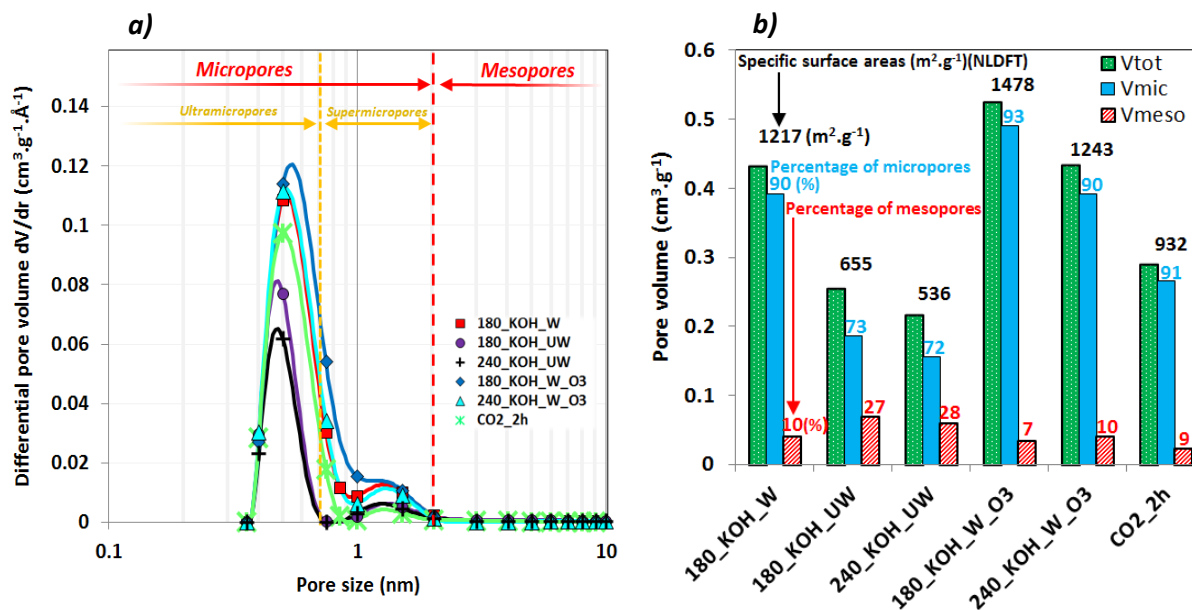 a)
Differential pore volume dV/dr (cm³·g⁻¹·Å⁻¹)
0.14
0.12
0.1
0.08
0.06
0.04
0.02
0
Micropores
Mesopores
Ultramicropores
Supermicropores
180_KOH_W
180_KOH_UW
240_KOH_UW
180_KOH_W_O3
240_KOH_W_O3
CO2_2h
0.1
1
10
Pore size (nm)
b)
Pore volume (cm³·g⁻¹)
0.6
0.5
0.4
0.3
0.2
0.1
0
Specific surface areas (m².g⁻¹)(NLDFT)
Vtot
Vmic
Vmeso
1217 (m².g⁻¹)
655
536
1478
1243
932
Percentage of micropores
90 (%)
73
72
93
90
91
Percentage of mesopores
10(%)
27
28
7
10
9
180_KOH_W
180_KOH_UW
240_KOH_UW
180_KOH_W_O3
240_KOH_W_O3
CO2_2h